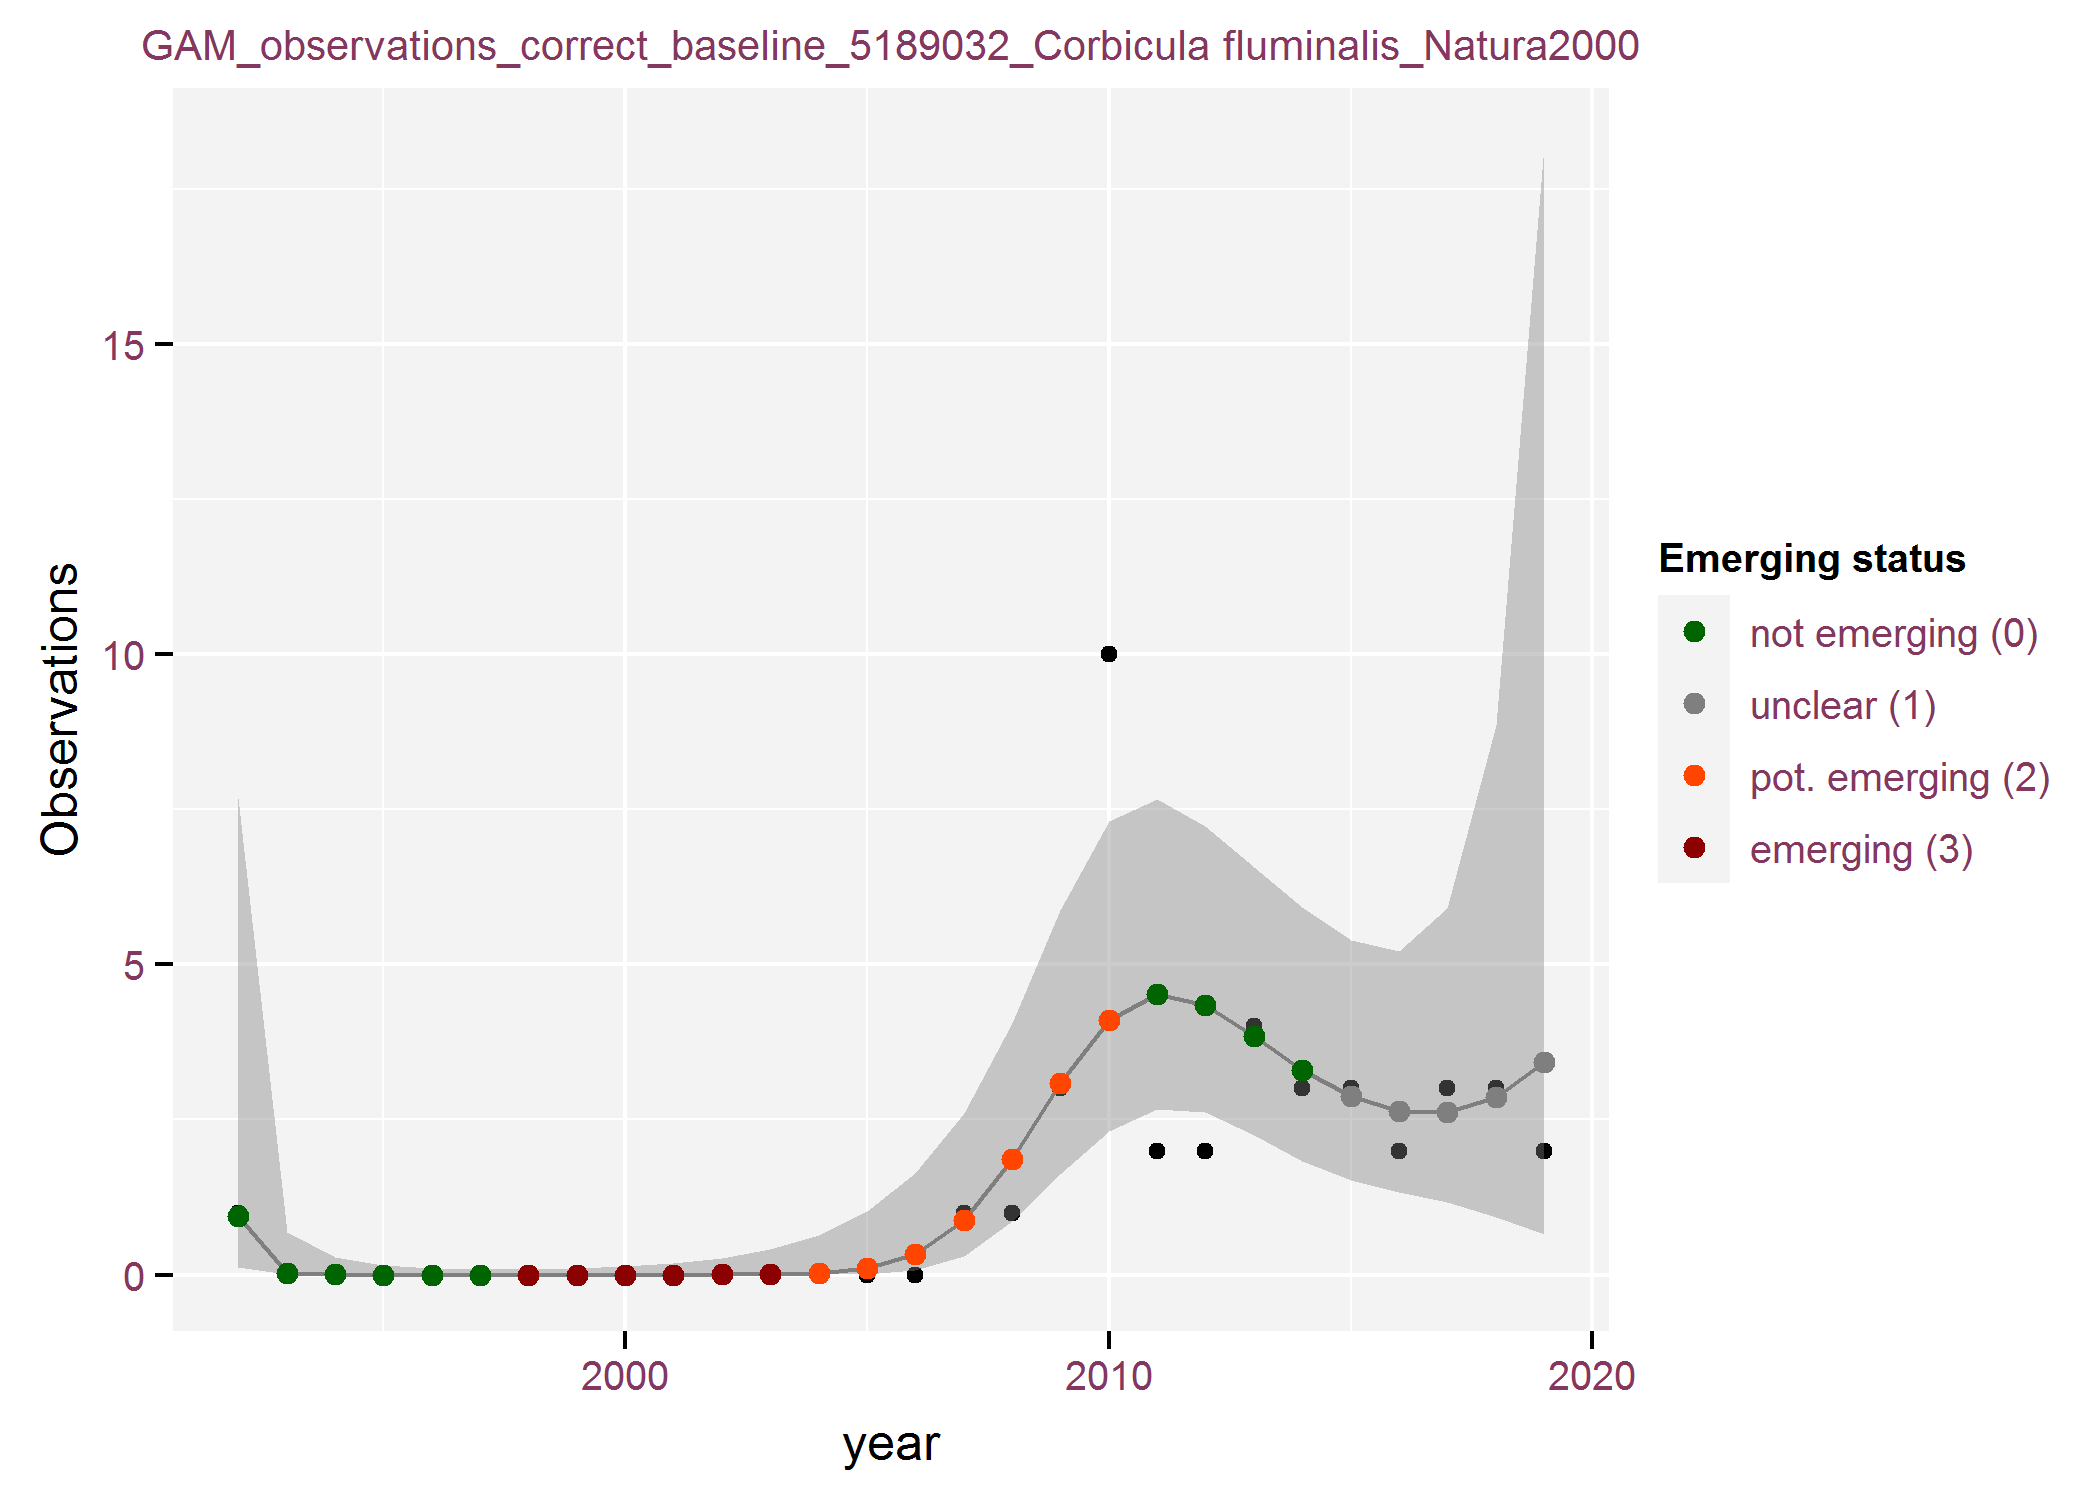 GAM_observations_correct_baseline_5189032_Corbicula fluminalis_Natura2000
15
10
5
0
Observations
2000
2010
2020
year
Emerging status
not emerging (0)
unclear (1)
pot. emerging (2)
emerging (3)